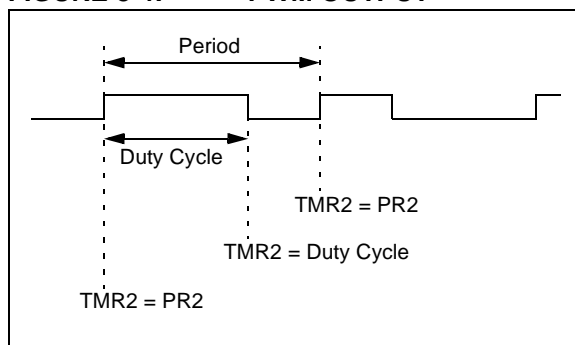 Period
Duty Cycle
TMR2 = PR2
TMR2 = Duty Cycle
TMR2 = PR2